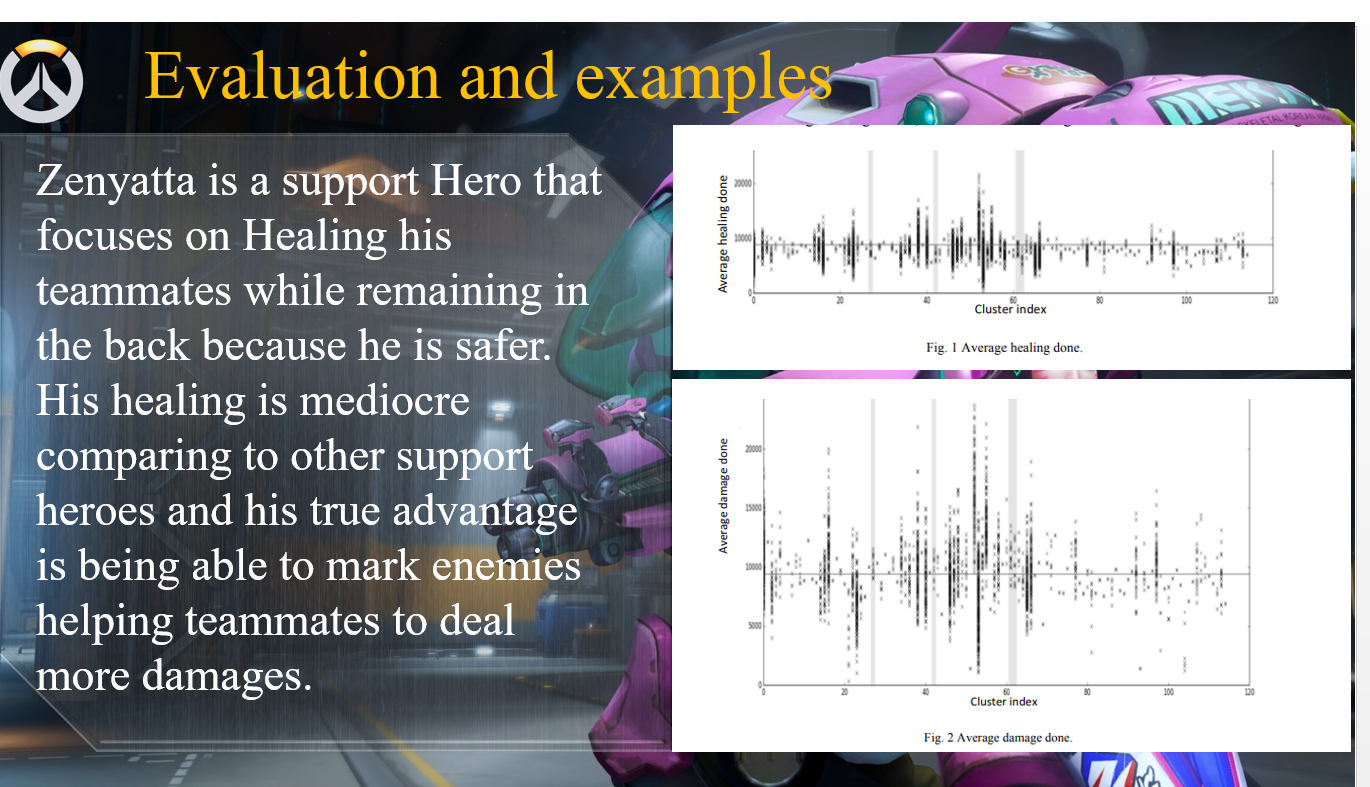 Evaluation and examples
Zenyatta is a support Hero that
focuses on Healing his
teammates while remaining in
the back because he is safer.
His healing is mediocre
comparing to other support
heroes and his true advantage
is being able to mark enemies
helping teammates to deal
more damages.
MEKA
Average healing done
20000
10000
0
0 20 40 60 80 100 120
Cluster index
Fig. 1 Average healing done.
Average damage done
20000
15000
10000
5000
0
0 20 40 60 80 100 120
Cluster index
Fig. 2 Average damage done.